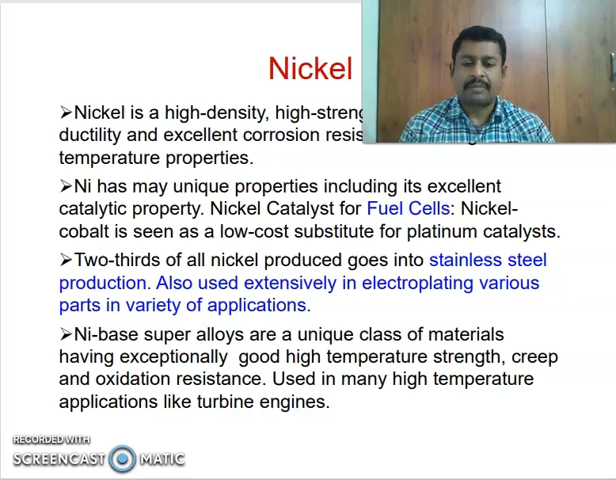 Nickel
➢Nickel is a high-density, high-streng
ductility and excellent corrosion resis
temperature properties.
➢Ni has may unique properties including its excellent
catalytic property. Nickel Catalyst for Fuel Cells: Nickel-
cobalt is seen as a low-cost substitute for platinum catalysts.
➢Two-thirds of all nickel produced goes into stainless steel
production. Also used extensively in electroplating various
parts in variety of applications.
➢Ni-base super alloys are a unique class of materials
having exceptionally good high temperature strength, creep
and oxidation resistance. Used in many high temperature
applications like turbine engines.
RECORDED WITH
SCREENCAST MATIC